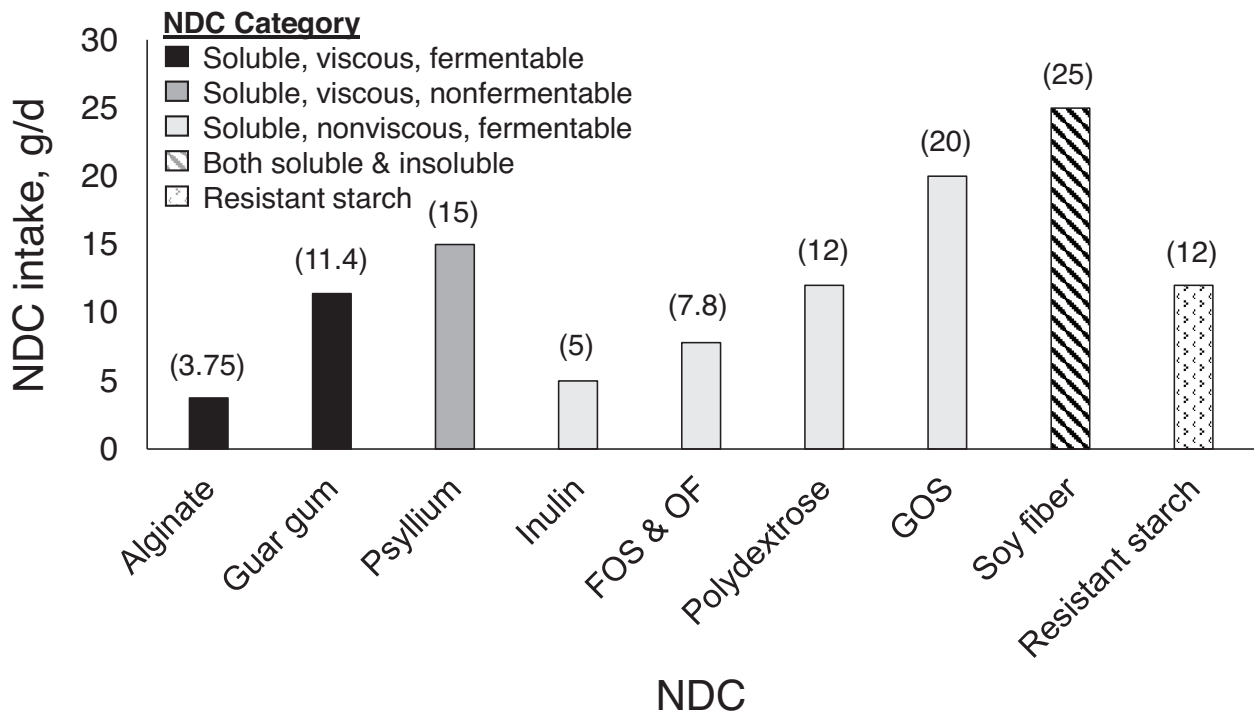 NDC Category
Soluble, viscous, fermentable
Soluble, viscous, nonfermentable
Soluble, nonviscous, fermentable
Both soluble & insoluble
Resistant starch
NDC intake, g/d
30
25
20
15
10
5
0
(3.75)
(11.4)
(15)
(5)
(7.8)
(12)
(20)
(25)
(12)
Alginate
Guar gum
Psyllium
Inulin
FOS & OF
Polydextrose
GOS
Soy fiber
Resistant starch
NDC